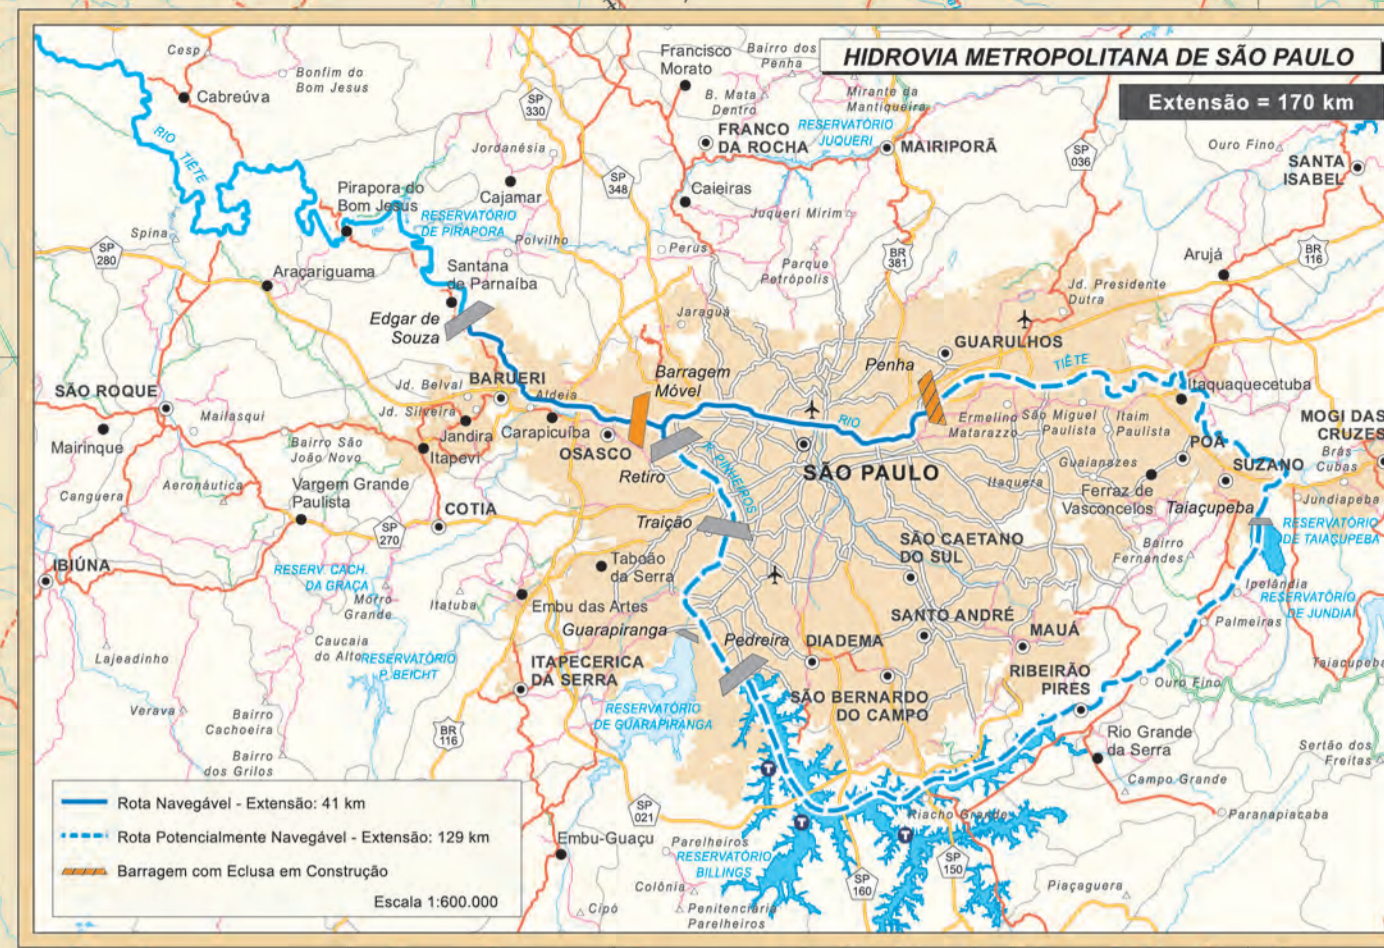 HIDROVIA METROPOLITANA DE SÃO PAULO
Extensão = 170 km
Cesp
Bonfim do
Bom Jesus
Cabreúva
RIO TIÊTE
SP
330
Francisco
Morato
Bairro dos
Penha
B. Mata
Dentro
Mirante da
Mantiqueira
FRANCO
DA ROCHA
RESERVATÓRIO
JUQUERI
MAIRIPORÃ
SP
036
Ouro Fino
SANTA
ISABEL
Jordanésia
SP
348
Cajamar
Caieiras
Juqueri Mirim
Pirapora do
Bom Jesus
RESERVATÓRIO
DE PIRAPORA
Polvilho
Perus
Parque
Petrópolis
BR
381
Arujá
BR
116
Spina
SP
280
Araçariguama
Santana
de Parnaíba
Jd. Presidente
Dutra
Edgar de
Souza
Jaraguá
GUARULHOS
Penha
TIÊTE
Barragem
Móvel
Itaquaquecetuba
SÃO ROQUE
Jd. Belval
BARUERI
Aldeia
Jd. Silveira
Mailasqui
Mairinque
Bairro São
João Novo
Jandira
Carapicuíba
Itapevi
OSASCO
RIO
Ermelino
Matarazzo
São Miguel
Paulista
Itaim
Paulista
MOGI DAS
CRUZES
Brás
Cubas
POÁ
SUZANO
Retiro
R. PINHEIROS
SÃO PAULO
Guaianazes
Itaquera
Ferraz de
Vasconcelos
Taiaçupeba
Jundiapeba
Aeronáutica
Canguera
Vargem Grande
Paulista
COTIA
SP
270
Traição
SÃO CAETANO
DO SUL
Bairro
Fernandes
RESERVATÓRIO
DE TAIAÇUPEBA
IBIÚNA
RESERV. CACH.
DA GRAÇA
Morro
Grande
Itatuba
Taboão
da Serra
Embu das Artes
Ipelândia
RESERVATÓRIO
DE JUNDIAÍ
Palmeiras
Caucaia
do Alto
Guarapiranga
Pedreira
SANTO ANDRÉ
DIADEMA
MAUÁ
Lajeadinho
RESERVATÓRIO
P. BEICHT
ITAPECERICA
DA SERRA
RIBEIRÃO
PIRES
Ouro Fino
Taiaçupeba
Verava
Bairro
Cachoeira
RESERVATÓRIO
DE GUARAPIRANGA
SÃO BERNARDO
DO CAMPO
BR
116
Bairro
dos Grilos
Rio Grande
da Serra
Sertão dos
Freitas
Campo Grande
Paranapiacaba
T
T
T
Riacho Grande
SP
021
Embu-Guaçu
Parelheiros
RESERVATÓRIO
BILLINGS
SP
160
SP
150
Piaçaguera
Colônia
Cipó
Penitenciária
Parelheiros
Rota Navegável - Extensão: 41 km
Rota Potencialmente Navegável - Extensão: 129 km
Barragem com Eclusa em Construção
Escala 1:600.000